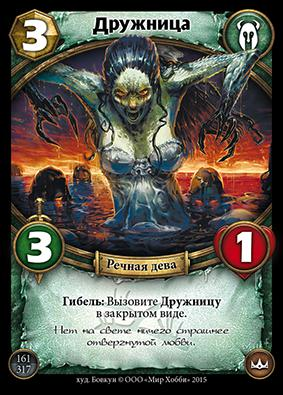 3
Дружница
3
1
Речная дева
Гибель: Вызовите Дружницу
в закрытом виде.
Нет на свете ничего страшнее
отвергнутой любви.
161
317
худ. Бовкун © ООО «Мир Хобби» 2015